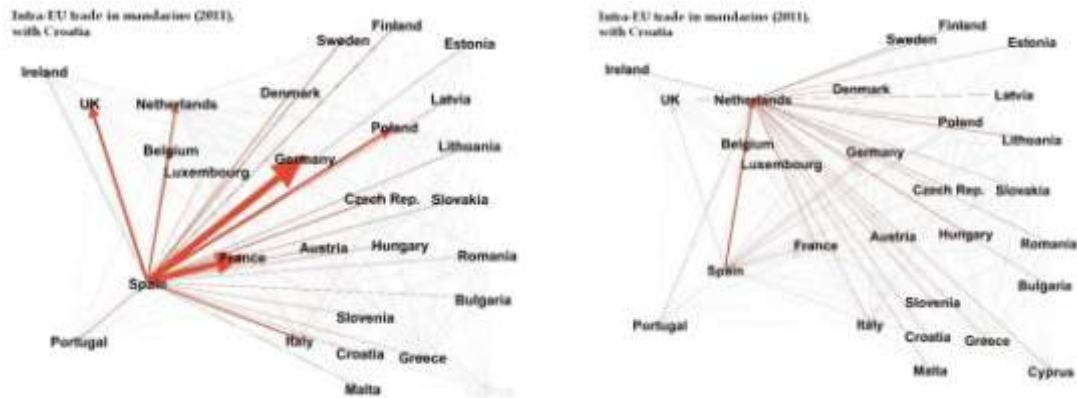 Intra-EU trade in mandarins (2011),
with Croatia
Finland
Sweden
Estonia
Ireland
Denmark
UK
Netherlands
Latvia
Poland
Belgium
Lithuania
Germany
Luxembourg
Czech Rep.
Slovakia
Austria
Hungary
France
Romania
Spain
Bulgaria
Slovenia
Portugal
Italy
Croatia
Greece
Malta
Intra-EU trade in mandarins (2011),
with Croatia
Finland
Sweden
Estonia
Ireland
Denmark
UK
Netherlands
Latvia
Poland
Lithuania
Belgium
Germany
Luxembourg
Czech Rep.
Slovakia
Austria
Hungary
France
Romania
Spain
Bulgaria
Slovenia
Italy
Portugal
Croatia
Greece
Malta
Cyprus